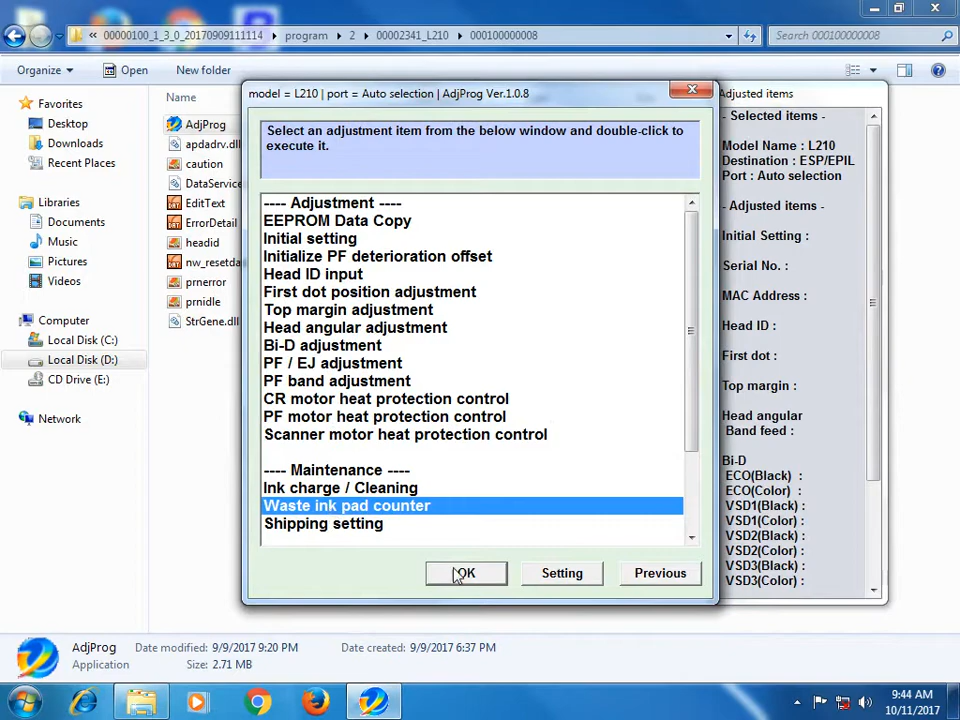 « 00000100_1_3_0_20170909111114 ▸ program ▸ 2 ▸ 00002341_L210 ▸ 000100000008
Search 000100000008
Organize
Open
New folder
Favorites
Desktop
Downloads
Recent Places
Libraries
Documents
Music
Pictures
Videos
Computer
Local Disk (C:)
Local Disk (D:)
CD Drive (E:)
Network
Name
AdjProg
apdadrv.dll
caution
DataService
EditText
ErrorDetail
headid
nw_resetda
prnerror
prnidle
StrGene.dll
model = L210 | port = Auto selection | AdjProg Ver.1.0.8
Select an adjustment item from the below window and double-click to
execute it.
---- Adjustment ----
EEPROM Data Copy
Initial setting
Initialize PF deterioration offset
Head ID input
First dot position adjustment
Top margin adjustment
Head angular adjustment
Bi-D adjustment
PF / EJ adjustment
PF band adjustment
CR motor heat protection control
PF motor heat protection control
Scanner motor heat protection control
---- Maintenance ----
Ink charge / Cleaning
Waste ink pad counter
Shipping setting
OK
Setting
Previous
Adjusted items
- Selected items -
Model Name : L210
Destination : ESP/EPIL
Port : Auto selection
- Adjusted items -
Initial Setting :
Serial No. :
MAC Address :
Head ID :
First dot :
Top margin :
Head angular
Band feed :
Bi-D
ECO(Black) :
ECO(Color) :
VSD1(Black) :
VSD1(Color) :
VSD2(Black) :
VSD2(Color) :
VSD3(Black) :
VSD3(Color) :
AdjProg
Application
Date modified: 9/9/2017 9:20 PM
Size: 2.71 MB
Date created: 9/9/2017 6:37 PM
9:44 AM
10/11/2017